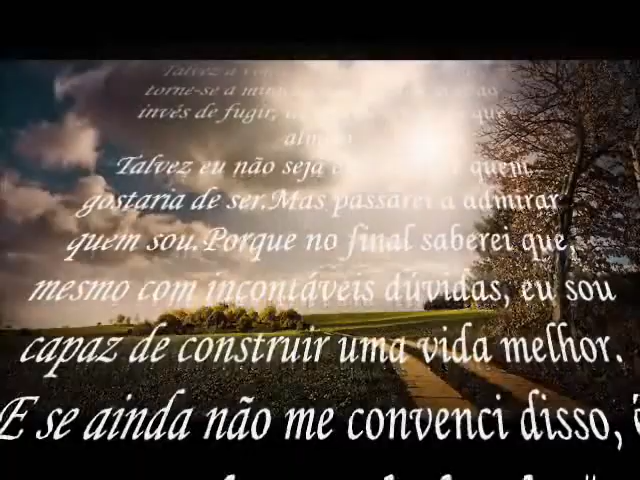 Talvez a
torne-se a
invés de fugir,
Talvez eu não seja quem
gostaria de ser.Mas passarei a admirar
quem sou.Porque no final saberei que,
mesmo com incontáveis dúvidas, eu sou
capaz de construir uma vida melhor.
E se ainda não me convenci disso, é